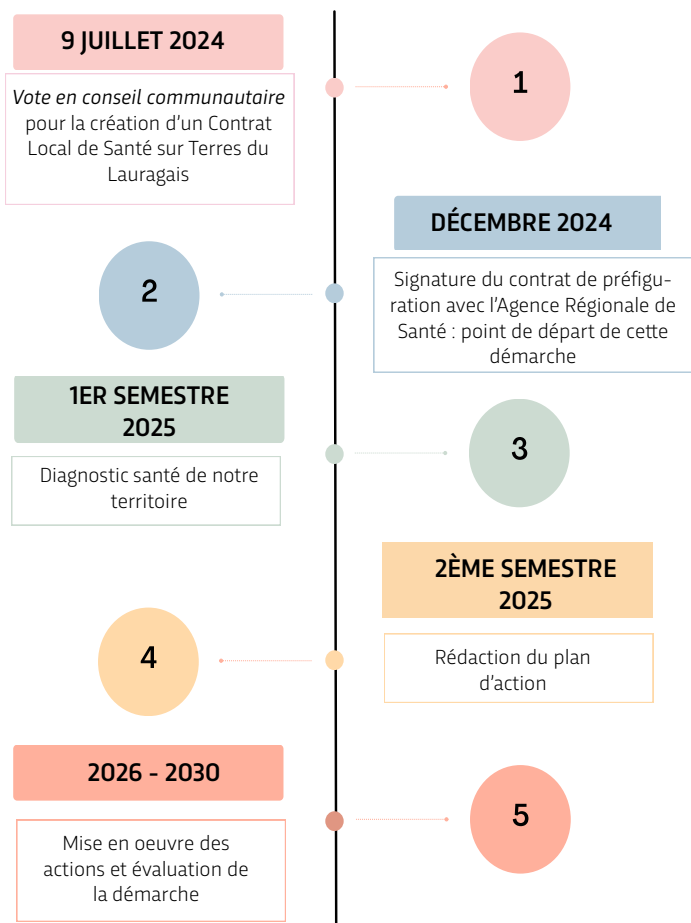 9 JUILLET 2024
1
Vote en conseil communautaire
pour la création d'un Contrat
Local de Santé sur Terres du
Lauragais
DÉCEMBRE 2024
2
Signature du contrat de préfigu-
ration avec l'Agence Régionale de
Santé : point de départ de cette
démarche
1ER SEMESTRE
2025
3
Diagnostic santé de notre
territoire
2ÈME SEMESTRE
2025
4
Rédaction du plan
d'action
2026 - 2030
5
Mise en oeuvre des
actions et évaluation de
la démarche